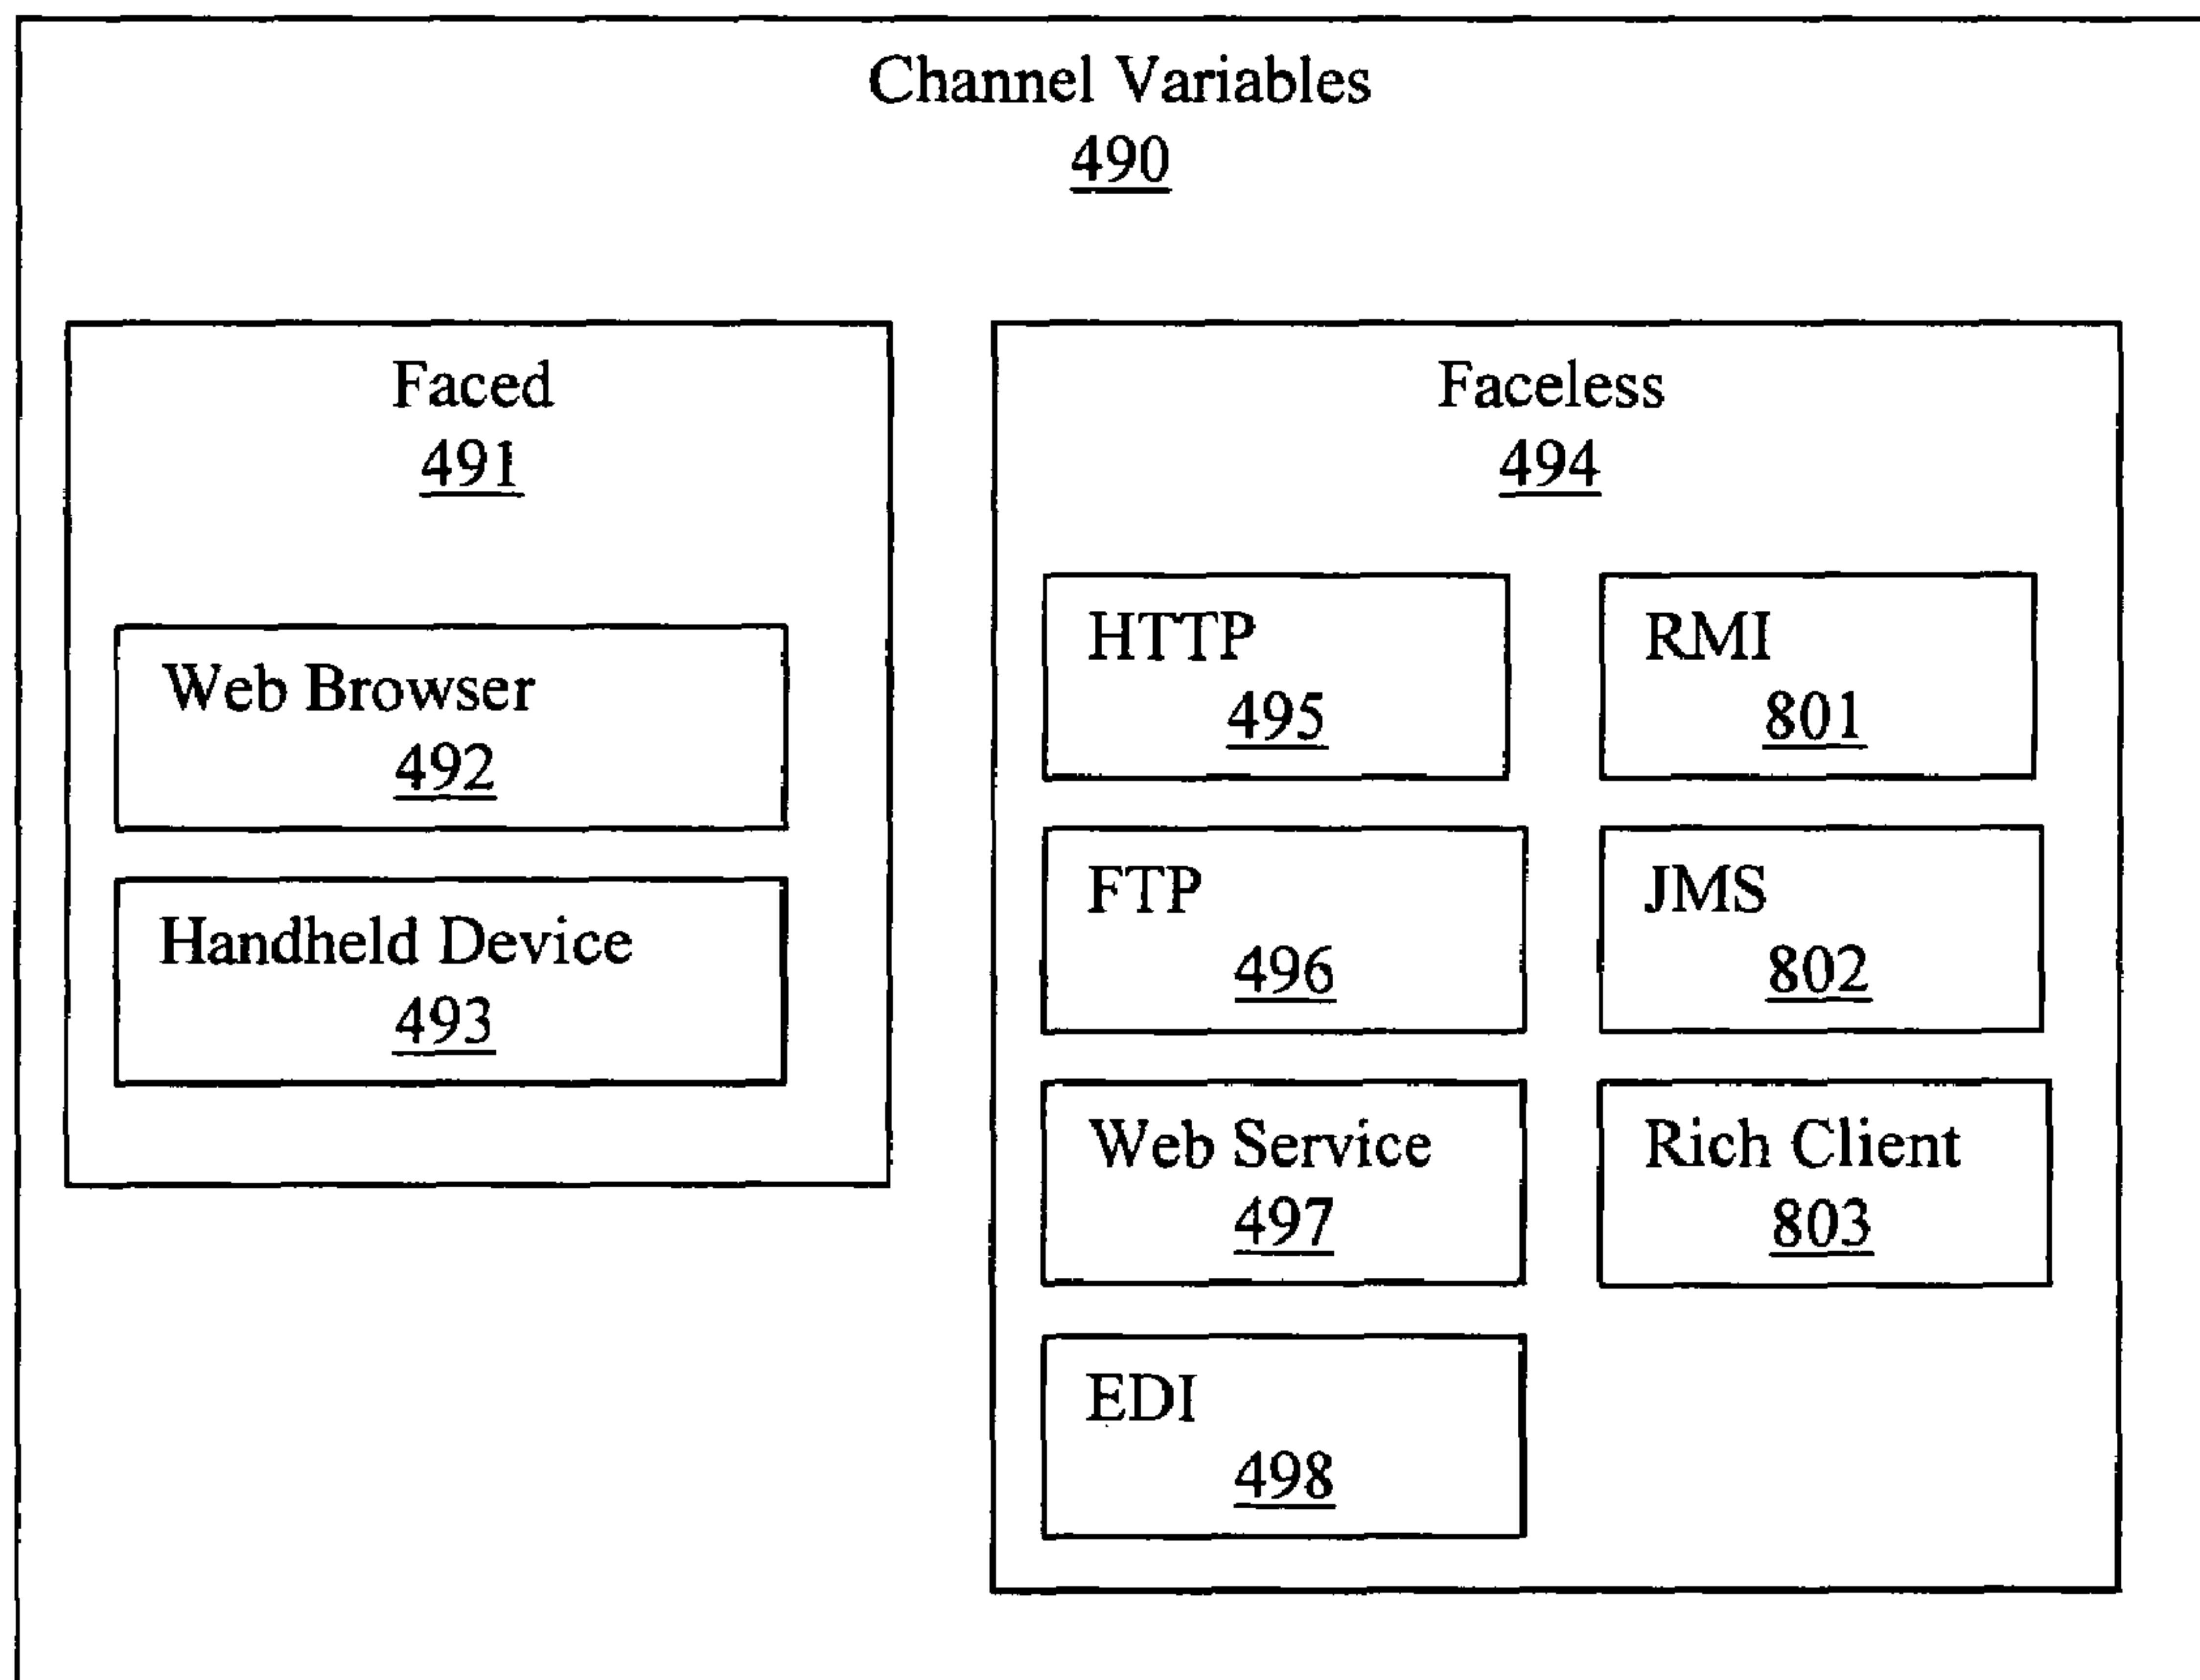 Channel Variables
490
Faced
491
Web Browser
492
Handheld Device
493
Faceless
494
HTTP
495
RMI
801
FTP
496
JMS
802
Web Service
497
Rich Client
803
EDI
498